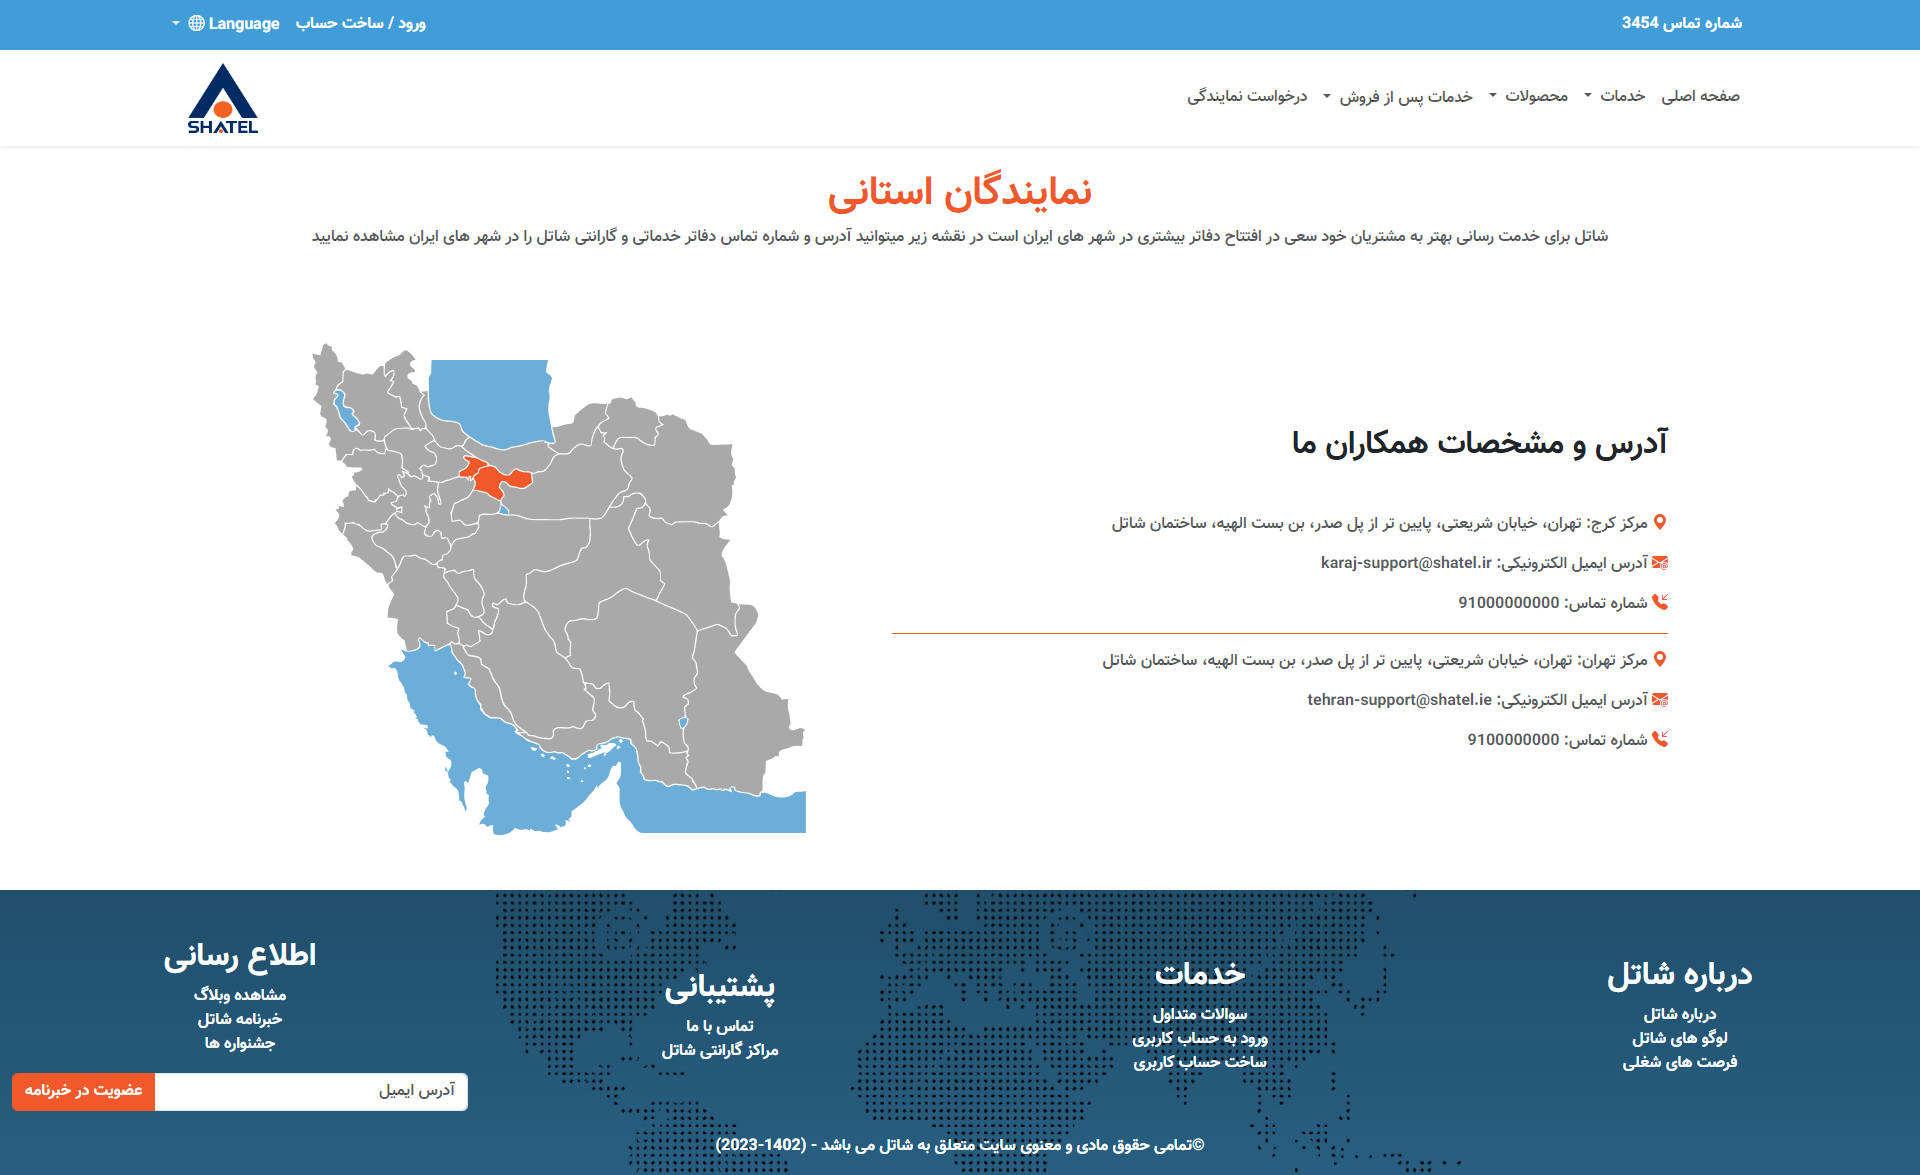 شماره تماس 3454
ورود / ساخت حساب
Language
صفحه اصلی
خدمات
محصولات
خدمات پس از فروش
درخواست نمایندگی
SHATEL
نمایندگان استانی
شاتل برای خدمت رسانی بهتر به مشتریان خود سعی در افتتاح دفاتر بیشتری در شهر های ایران است در نقشه زیر میتوانید آدرس و شماره تماس دفاتر خدماتی و گارانتی شاتل را در شهر های ایران مشاهده نمایید
آدرس و مشخصات همکاران ما
مرکز کرج: تهران، خیابان شریعتی، پایین تر از پل صدر، بن بست الهیه، ساختمان شاتل
آدرس ایمیل الکترونیکی: karaj-support@shatel.ir
شماره تماس: 91000000000
مرکز تهران: تهران، خیابان شریعتی، پایین تر از پل صدر، بن بست الهیه، ساختمان شاتل
آدرس ایمیل الکترونیکی: tehran-support@shatel.ie
شماره تماس: 9100000000
درباره شاتل
درباره شاتل
لوگو های شاتل
فرصت های شغلی
خدمات
سوالات متداول
ورود به حساب کاربری
ساخت حساب کاربری
پشتیبانی
تماس با ما
مراکز گارانتی شاتل
اطلاع رسانی
مشاهده وبلاگ
خبرنامه شاتل
جشنواره ها
آدرس ایمیل
عضویت در خبرنامه
©تمامی حقوق مادی و معنوی سایت متعلق به شاتل می باشد - (1402-2023)